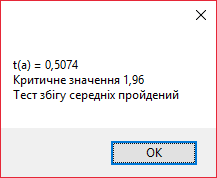 t(a) = 0,5074
Критичне значення 1,96
Тест збігу середніх пройдений
OK